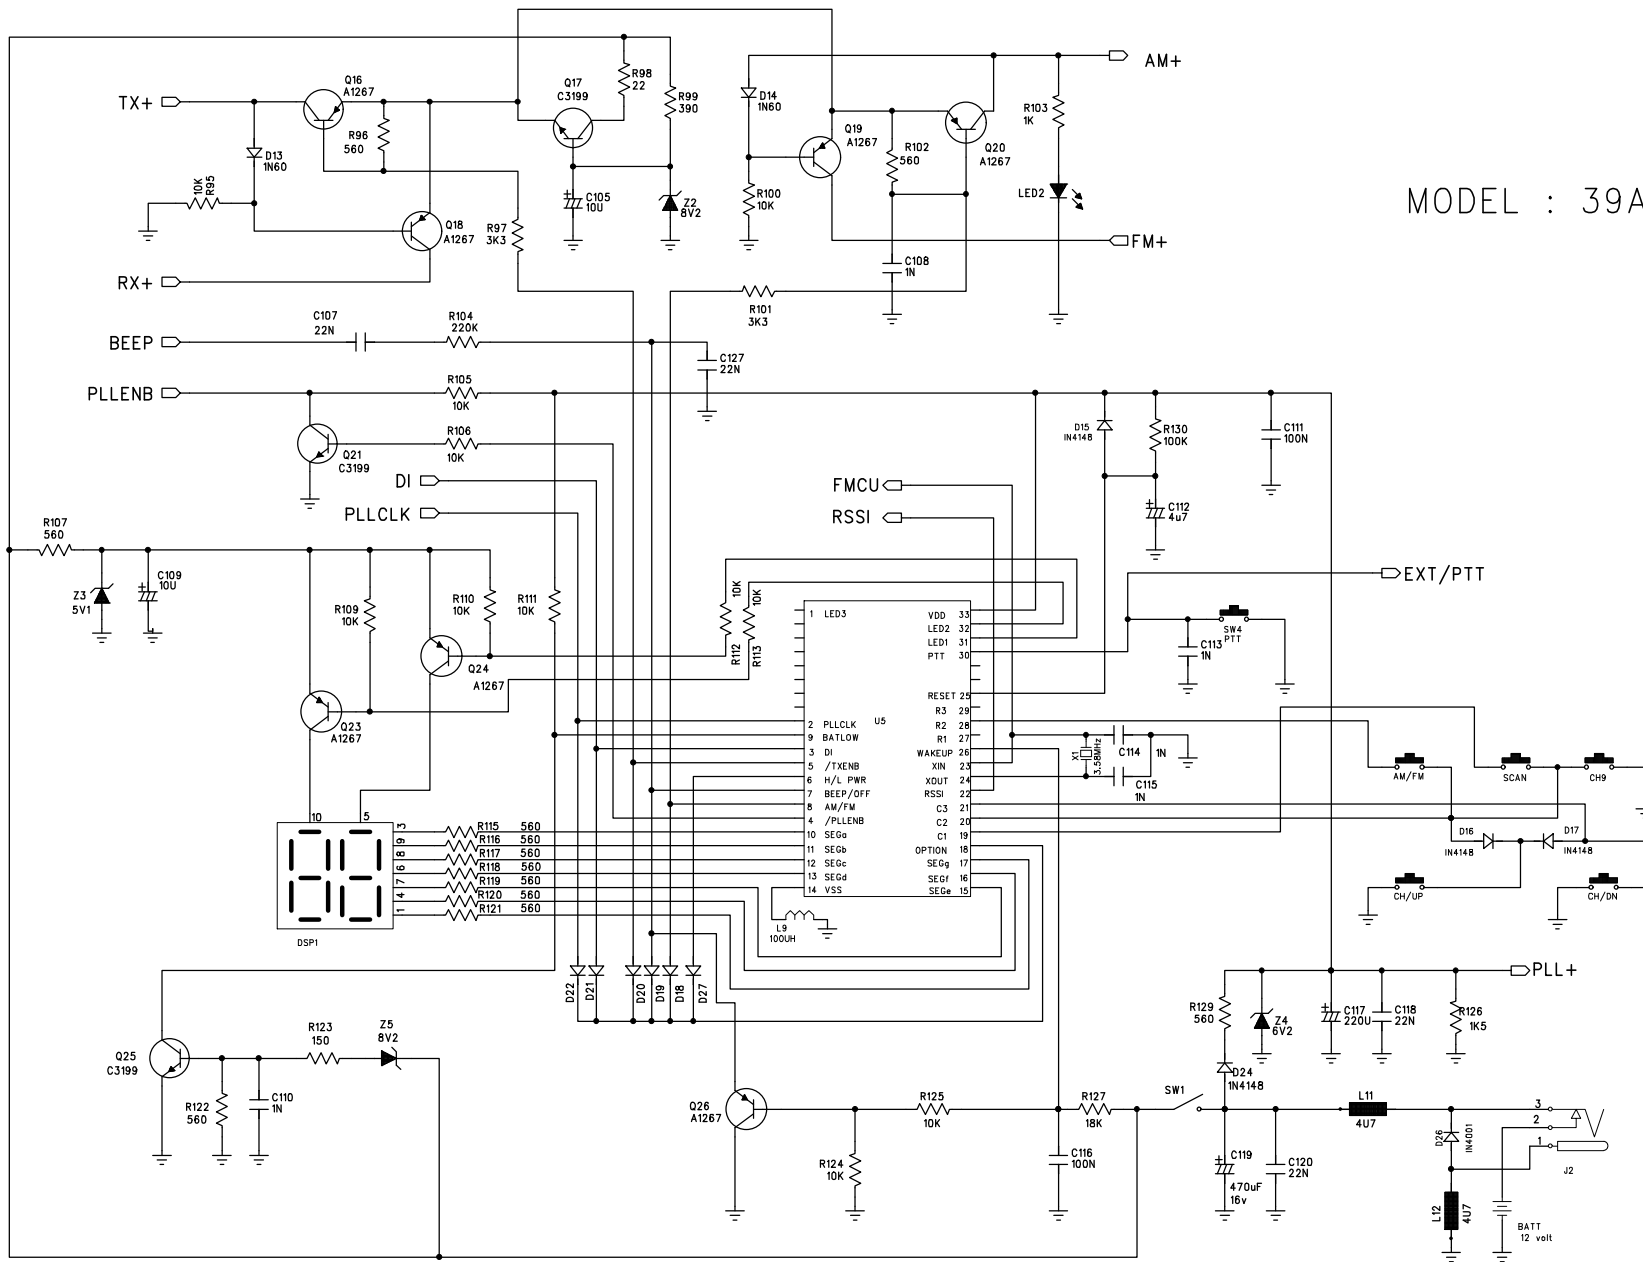 AM+
TX+
Q16
A1267
Q17
C3199
R98
22
R99
390
D14
1N60
R103
1K
R96
560
D13
1N60
Q19
A1267
R102
560
Q20
A1267
10K
R95
C105
10U
Z2
8V2
R100
10K
LED2
MODEL : 39A
Q18
A1267
R97
3K3
FM+
C108
1N
RX+
R101
3K3
C107
22N
R104
220K
BEEP
C127
22N
PLLENB
R105
10K
R106
10K
Q21
C3199
D15
IN4148
R130
100K
C111
100N
DI
FMCU
PLLCLK
RSSI
C112
4u7
R107
560
C109
10U
Z3
5V1
R109
10K
R110
10K
R111
10K
10K
10K
R112
R113
EXT/PTT
SW4
PTT
C113
1N
Q24
A1267
Q23
A1267
U5
1 LED3
2 PLLCLK
9 BATLOW
3 DI
5 /TXENB
6 H/L PWR
7 BEEP/OFF
8 AM/FM
4 /PLLENB
10 SEGa
11 SEGb
12 SEGc
13 SEGd
14 VSS
VDD 33
LED2 32
LED1 31
PTT 30
RESET 25
R3 29
R2 28
R1 27
WAKEUP 26
XIN 23
XOUT 24
RSSI 22
C3 21
C2 20
C1 19
OPTION 18
SEGg 17
SEGf 16
SEGe 15
X1
3.58MHz
C114
1N
C115
1N
AM/FM
SCAN
CH9
D16
IN4148
D17
IN4148
CH/UP
CH/DN
10
5
3
9
8
6
7
4
1
R115 560
R116 560
R117 560
R118 560
R119 560
R120 560
R121 560
DSP1
L9
100UH
D22
D21
D20
D19
D18
D27
PLL+
R129
560
Z4
6V2
C117
220U
C118
22N
R126
1K5
Q25
C3199
R123
150
Z5
8V2
R122
560
C110
1N
D24
1N4148
SW1
Q26
A1267
R125
10K
R127
18K
L11
4U7
3
2
1
D26
IN4001
J2
R124
10K
C116
100N
C119
470uF
16v
C120
22N
L12
4U7
BATT
12 volt